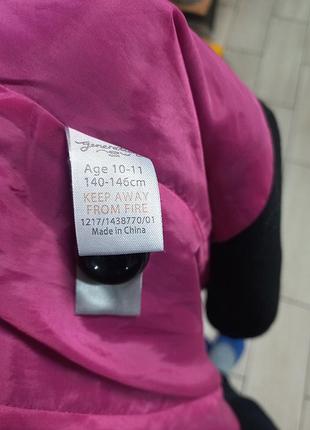 Age 10-11
140-146cm
KEEP AWAY
FROM FIRE
1217/1438770/01
Made in China